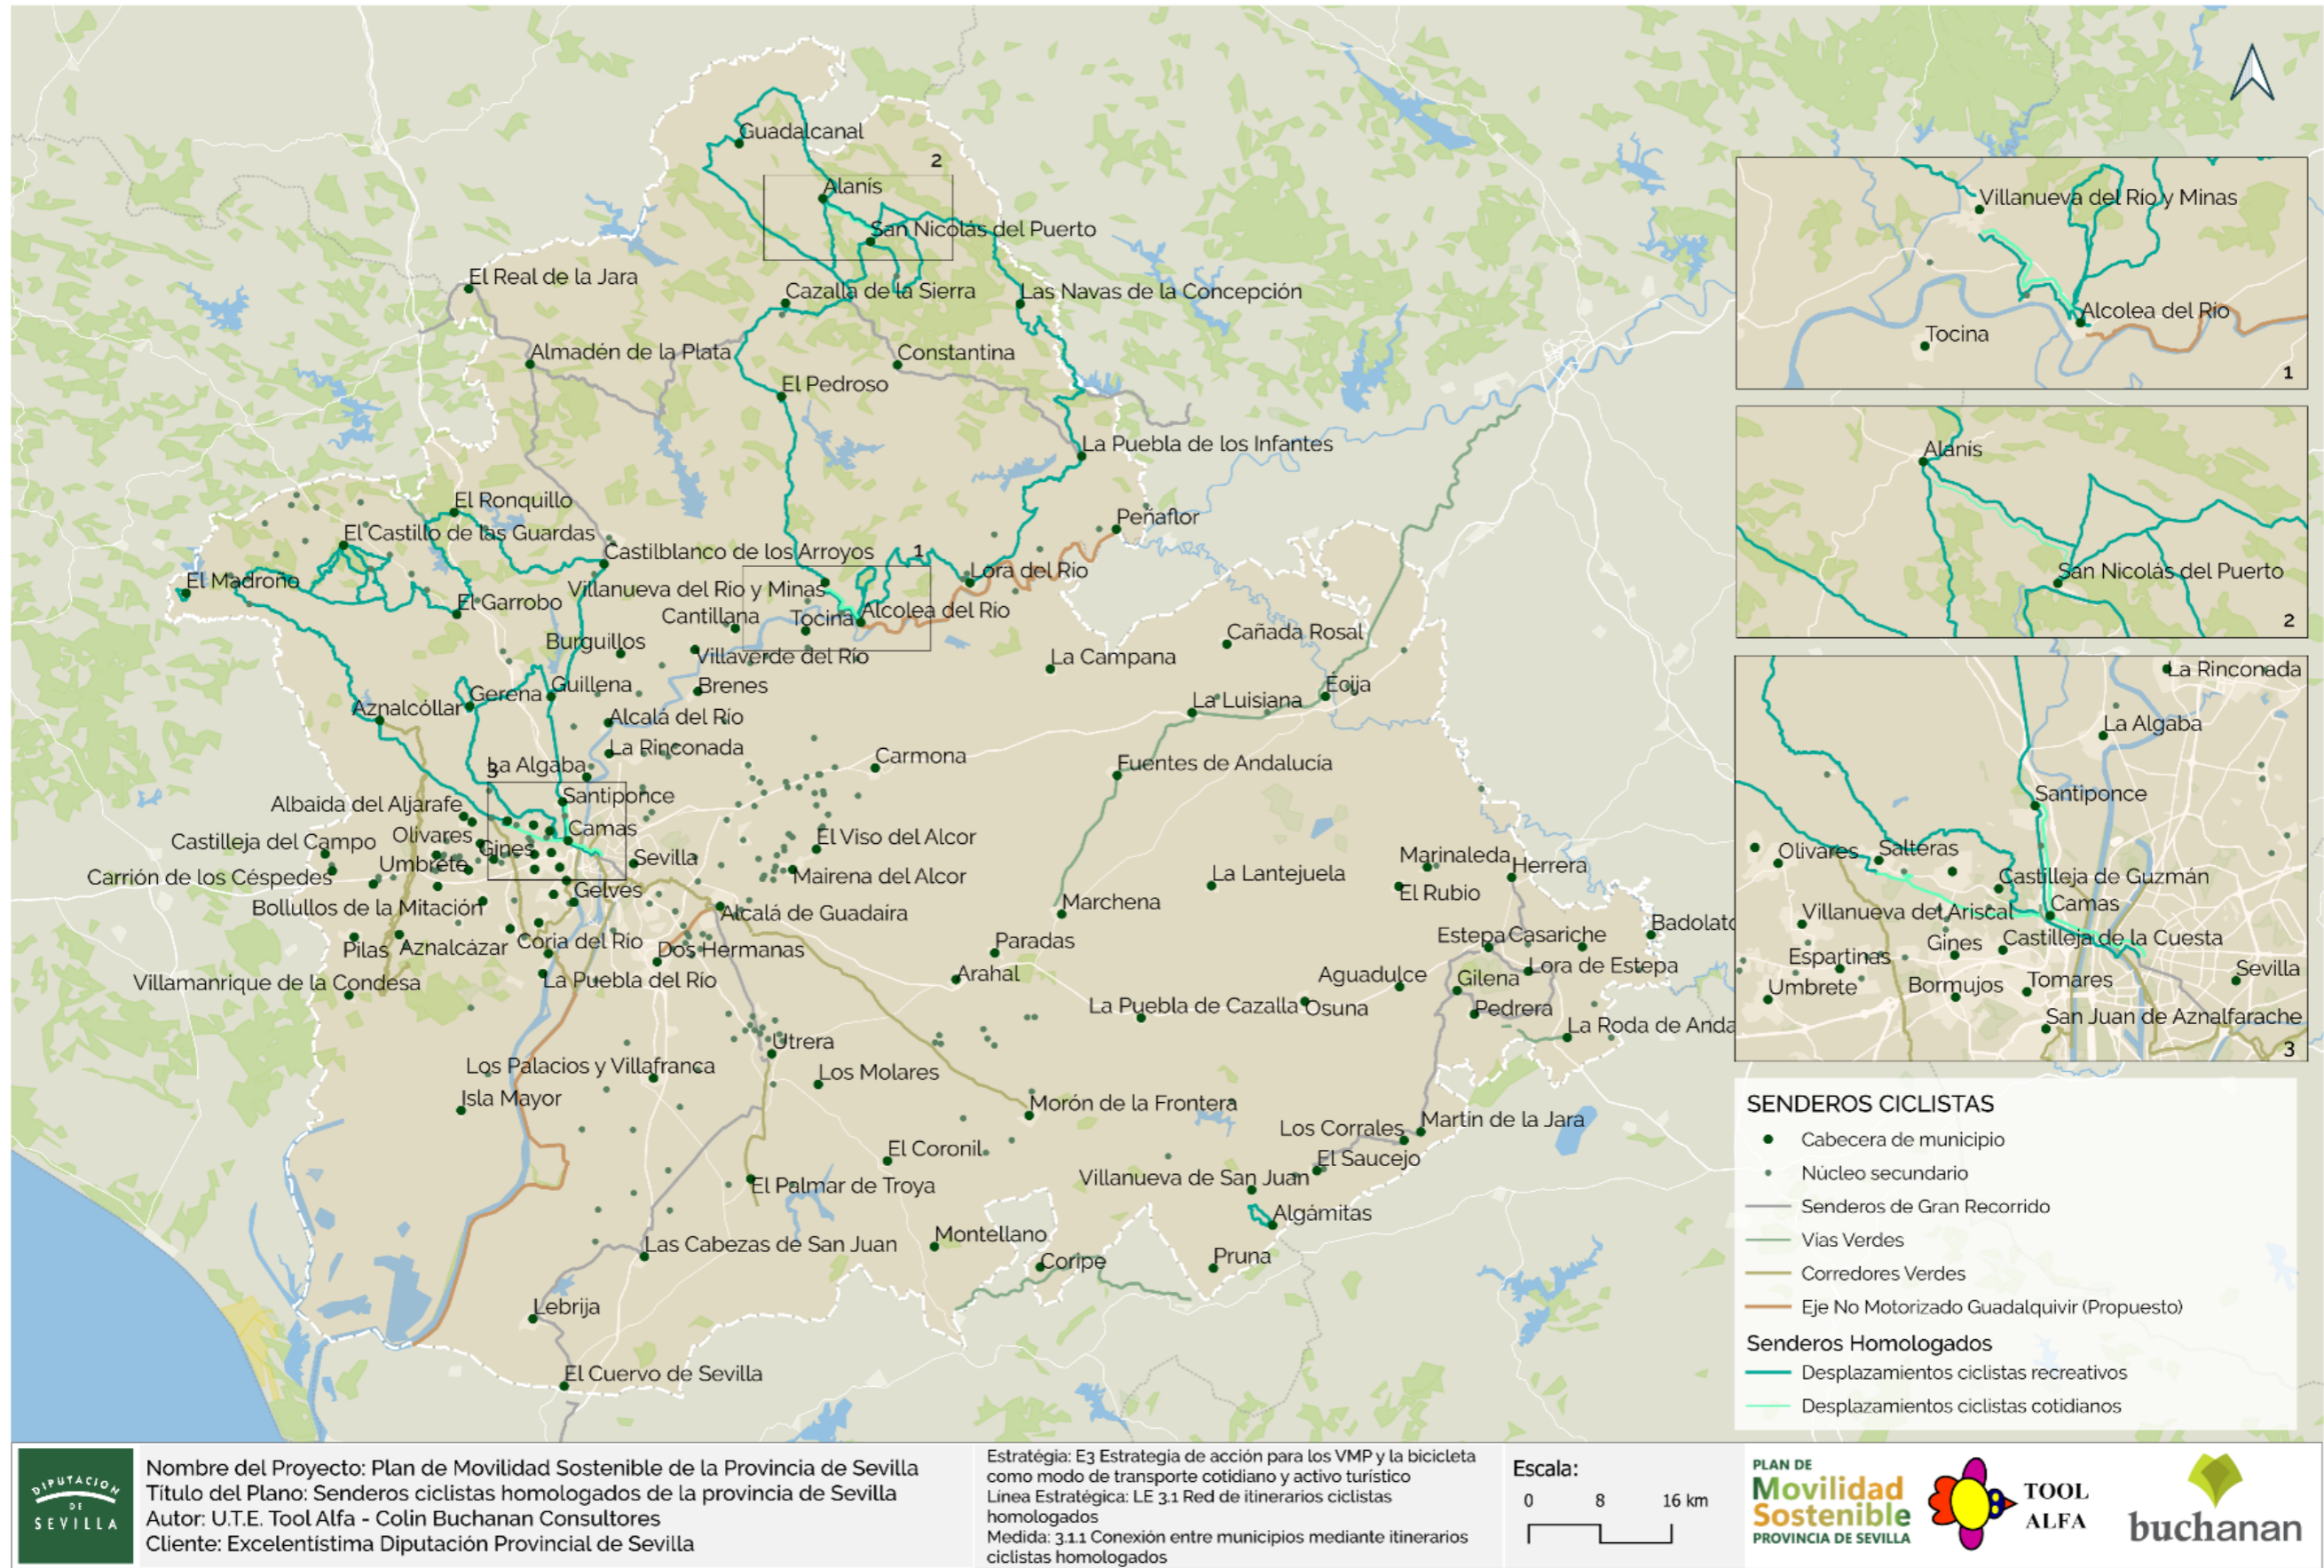 Guadalcanal
2
Alanís
San Nicolás del Puerto
El Real de la Jara
Cazalla de la Sierra
Las Navas de la Concepción
Almadén de la Plata
Constantina
El Pedroso
La Puebla de los Infantes
El Ronquillo
Peñaflor
El Castillo de las Guardas
Castilblanco de los Arroyos
1
El Madroño
Villanueva del Río y Minas
Lora del Río
El Garrobo
Cantillana
Tocina
Alcolea del Río
Burguillos
Cañada Rosal
Villaverde del Río
La Campana
Gerena
Guillena
Brenes
Écija
Aznalcóllar
La Luisiana
Alcalá del Río
La Rinconada
Carmona
La Algaba
3
Fuentes de Andalucía
Albaida del Aljarafe
Santiponce
Castilleja del Campo
Olivares
Camas
El Viso del Alcor
Gines
Umbrete
Sevilla
Marinaleda
Herrera
Carrión de los Céspedes
Mairena del Alcor
La Lantejuela
El Rubio
Gelves
Bollullos de la Mitación
Alcalá de Guadaira
Marchena
Badolato
Pilas
Aznalcázar
Coria del Río
Dos Hermanas
Paradas
Estepa
Casariche
Villamanrique de la Condesa
La Puebla del Río
Arahal
Aguadulce
Gilena
Lora de Estepa
La Puebla de Cazalla
Osuna
Pedrera
La Roda de Anda
Utrera
Los Palacios y Villafranca
Los Molares
Isla Mayor
Morón de la Frontera
Los Corrales
Martín de la Jara
El Coronil
El Saucejo
Villanueva de San Juan
El Palmar de Troya
Algámitas
Las Cabezas de San Juan
Montellano
Coripe
Pruna
Lebrija
El Cuervo de Sevilla
Villanueva del Río y Minas
Alcolea del Río
Tocina
1
Alanís
San Nicolás del Puerto
2
La Rinconada
La Algaba
Santiponce
Olivares
Salteras
Castilleja de Guzmán
Villanueva del Ariscal
Camas
Gines
Castilleja de la Cuesta
Espartinas
Sevilla
Umbrete
Bormujos
Tomares
San Juan de Aznalfarache
3
SENDEROS CICLISTAS
Cabecera de municipio
Núcleo secundario
Senderos de Gran Recorrido
Vías Verdes
Corredores Verdes
Eje No Motorizado Guadalquivir (Propuesto)
Senderos Homologados
Desplazamientos ciclistas recreativos
Desplazamientos ciclistas cotidianos
DIPUTACION
DE
SEVILLA
Nombre del Proyecto: Plan de Movilidad Sostenible de la Provincia de Sevilla
Título del Plano: Senderos ciclistas homologados de la provincia de Sevilla
Autor: U.T.E. Tool Alfa - Colin Buchanan Consultores
Cliente: Excelentístima Diputación Provincial de Sevilla
Estratégia: E3 Estrategia de acción para los VMP y la bicicleta
como modo de transporte cotidiano y activo turístico
Línea Estratégica: LE 3.1 Red de itinerarios ciclistas
homologados
Medida: 3.1.1 Conexión entre municipios mediante itinerarios
ciclistas homologados
Escala:
0 8 16 km
PLAN DE
Movilidad
Sostenible
PROVINCIA DE SEVILLA
TOOL
ALFA
buchanan